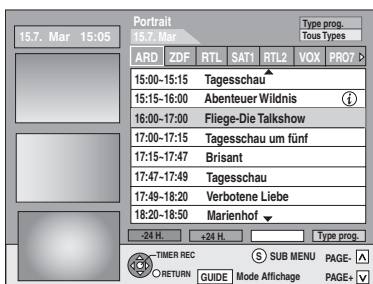 15.7. Mar 15:05
Portrait
15.7. Mar
Type prog.
Tous Types
ARD ZDF RTL SAT1 RTL2 VOX PRO7
15:00~15:15 Tagesschau
15:15~16:00 Abenteuer Wildnis i
16:00~17:00 Fliege-Die Talkshow
17:00~17:15 Tagesschau um fünf
17:15~17:47 Brisant
17:47~17:49 Tagesschau
17:49~18:20 Verbotene Liebe
18:20~18:50 Marienhof
-24 H. +24 H. Type prog.
TIMER REC S SUB MENU PAGE-
RETURN GUIDE Mode Affichage PAGE+